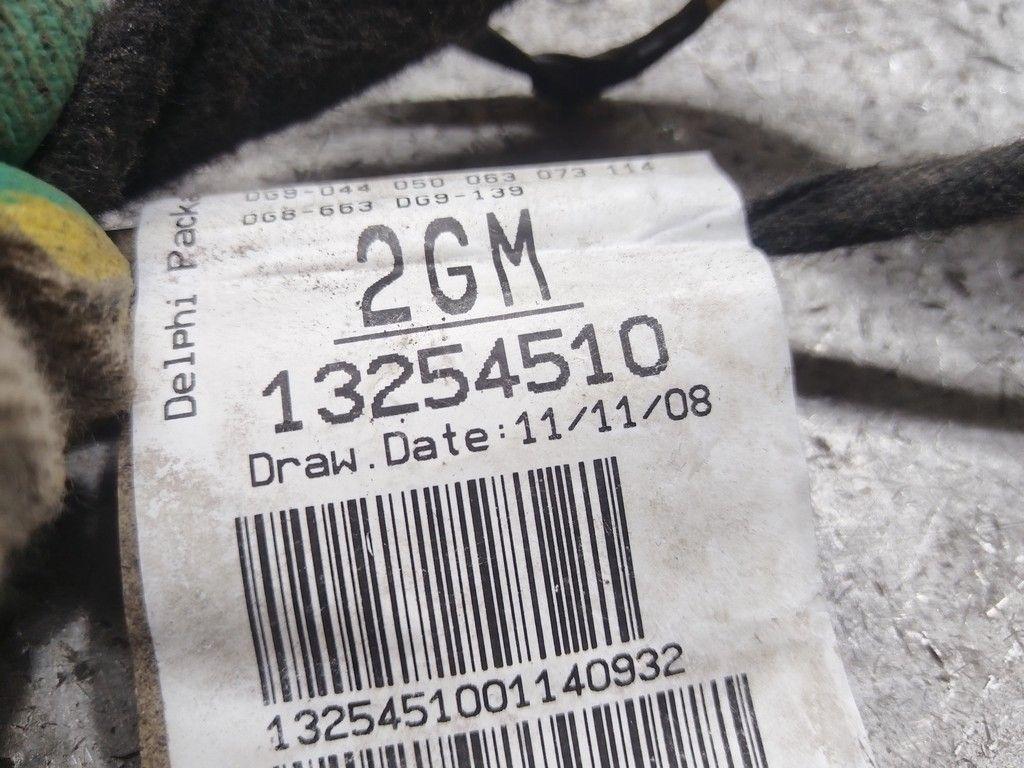 DG9-044 050 063 073 114
DG8-663 DG9-139
2GM
13254510
Draw.Date:11/11/08
1325451001140932
Delphi Pack